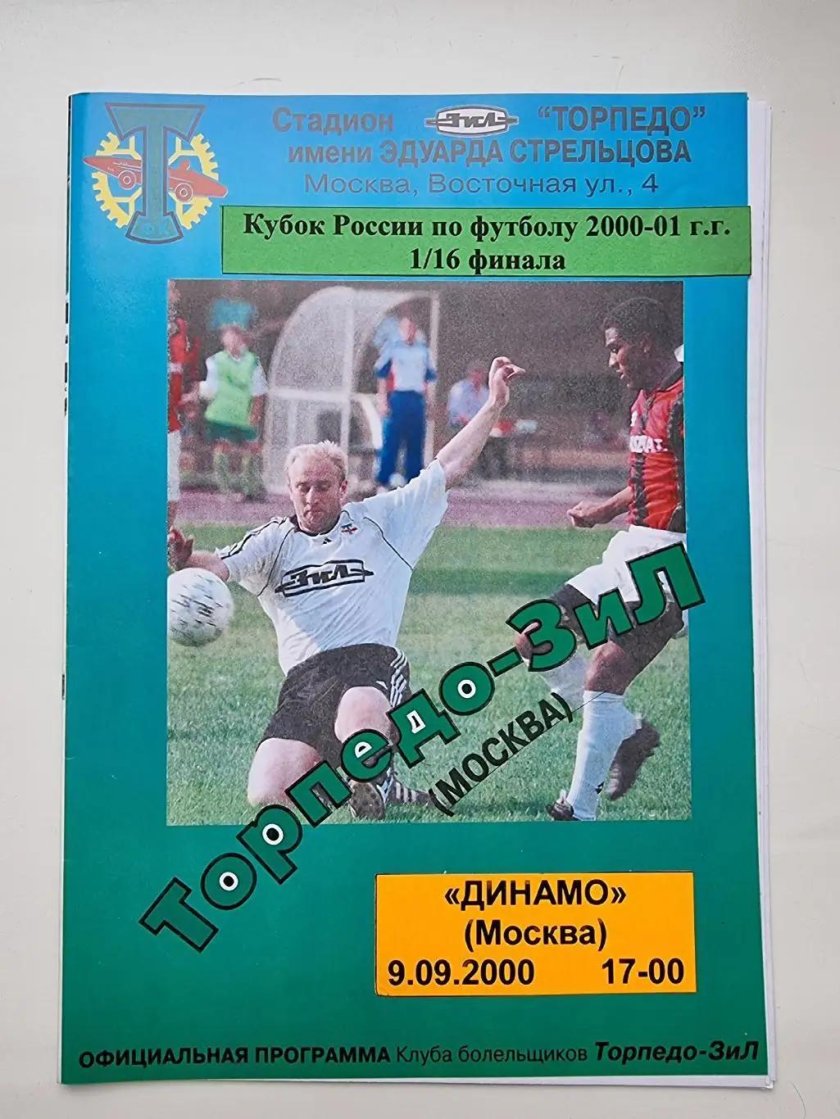 Стадион ЗиЛ "ТОРПЕДО"
имени ЭДУАРДА СТРЕЛЬЦОВА
Москва, Восточная ул., 4
Кубок России по футболу 2000-01 г.г.
1/16 финала
ЗиЛ
Торпедо-ЗиЛ
(МОСКВА)
«ДИНАМО»
(Москва)
9.09.2000 17-00
ОФИЦИАЛЬНАЯ ПРОГРАММА Клуба болельщиков Торпедо-ЗиЛ